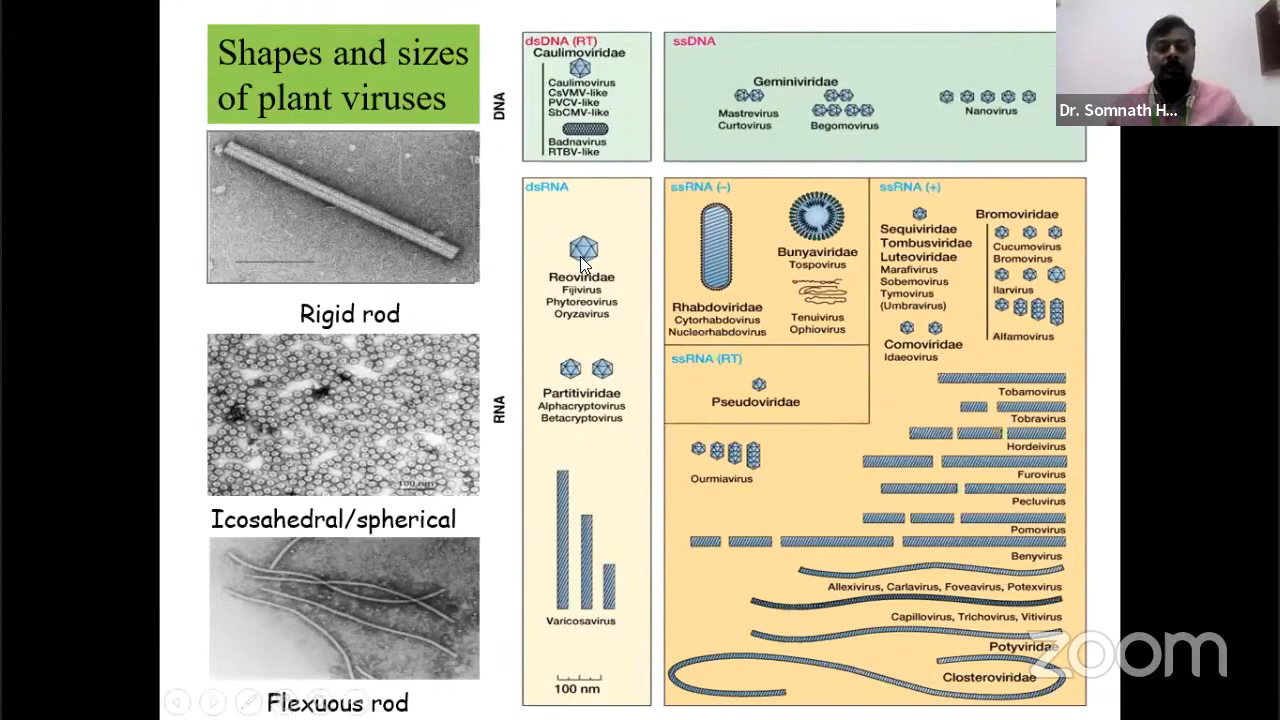 Shapes and sizes
of plant viruses
Rigid rod
100 nm
Icosahedral/spherical
Flexuous rod
DNA
RNA
dsDNA (RT)
Caulimoviridae
Caulimovirus
CsVMV-like
PVCV-like
SbCMV-like
Badnavirus
RTBV-like
ssDNA
Geminiviridae
Mastrevirus
Curtovirus
Begomovirus
Nanovirus
dsRNA
Reoviridae
Fijivirus
Phytoreovirus
Oryzavirus
Partitiviridae
Alphacryptovirus
Betacryptovirus
Varicosavirus
100 nm
ssRNA (–)
Rhabdoviridae
Cytorhabdovirus
Nucleorhabdovirus
Bunyaviridae
Tospovirus
Tenuivirus
Ophiovirus
ssRNA (RT)
Pseudoviridae
Ourmiavirus
ssRNA (+)
Sequiviridae
Tombusviridae
Luteoviridae
Marafivirus
Sobemovirus
Tymovirus
(Umbravirus)
Comoviridae
Idaeovirus
Bromoviridae
Cucumovirus
Bromovirus
Ilarvirus
Alfamovirus
Tobamovirus
Tobravirus
Hordeivirus
Furovirus
Pecluvirus
Pomovirus
Benyvirus
Allexivirus, Carlavirus, Foveavirus, Potexvirus
Capillovirus, Trichovirus, Vitivirus
Potyviridae
Closteroviridae
Dr. Somnath H...
zoom